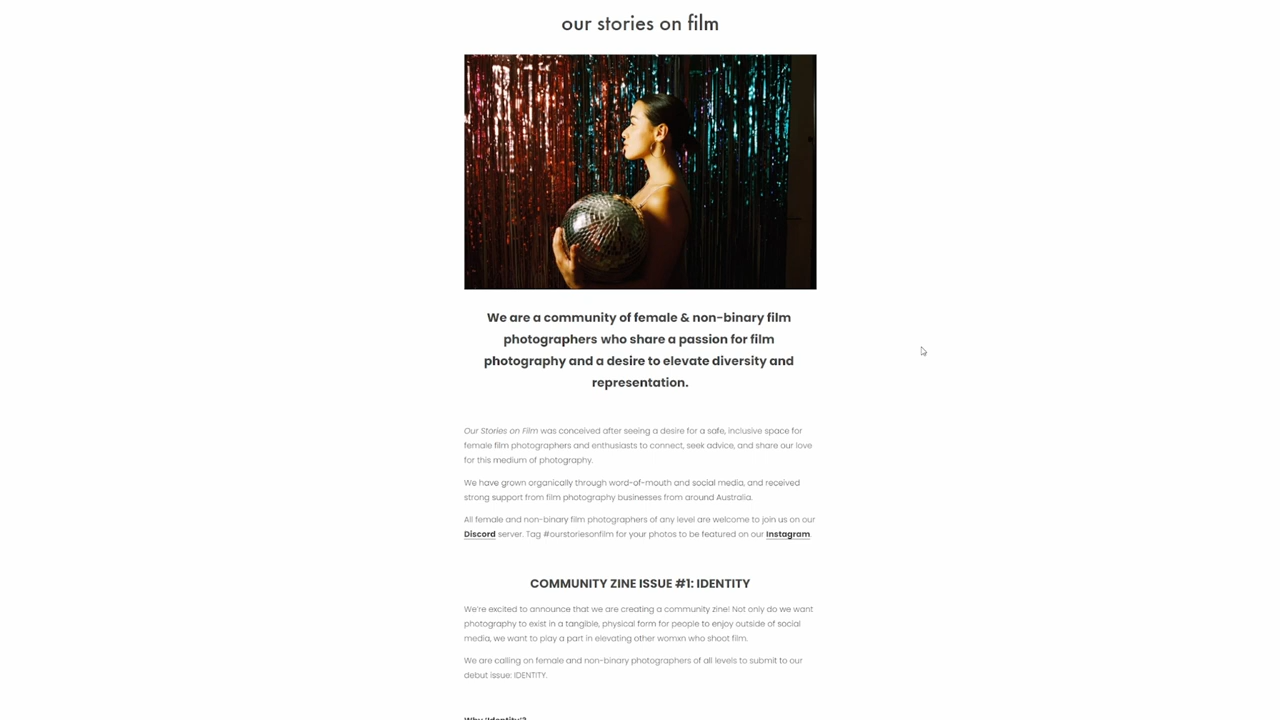 our stories on film
We are a community of female & non-binary film
photographers who share a passion for film
photography and a desire to elevate diversity and
representation.
Our Stories on Film was conceived after seeing a desire for a safe, inclusive space for
female film photographers and enthusiasts to connect, seek advice, and share our love
for this medium of photography.
We have grown organically through word-of-mouth and social media, and received
strong support from film photography businesses from around Australia.
All female and non-binary film photographers of any level are welcome to join us on our
Discord server. Tag #ourstoriesonfilm for your photos to be featured on our Instagram.
COMMUNITY ZINE ISSUE #1: IDENTITY
We're excited to announce that we are creating a community zine! Not only do we want
photography to exist in a tangible, physical form for people to enjoy outside of social
media, we want to play a part in elevating other womxn who shoot film.
We are calling on female and non-binary photographers of all levels to submit to our
debut issue: IDENTITY.
Why 'Identity'?